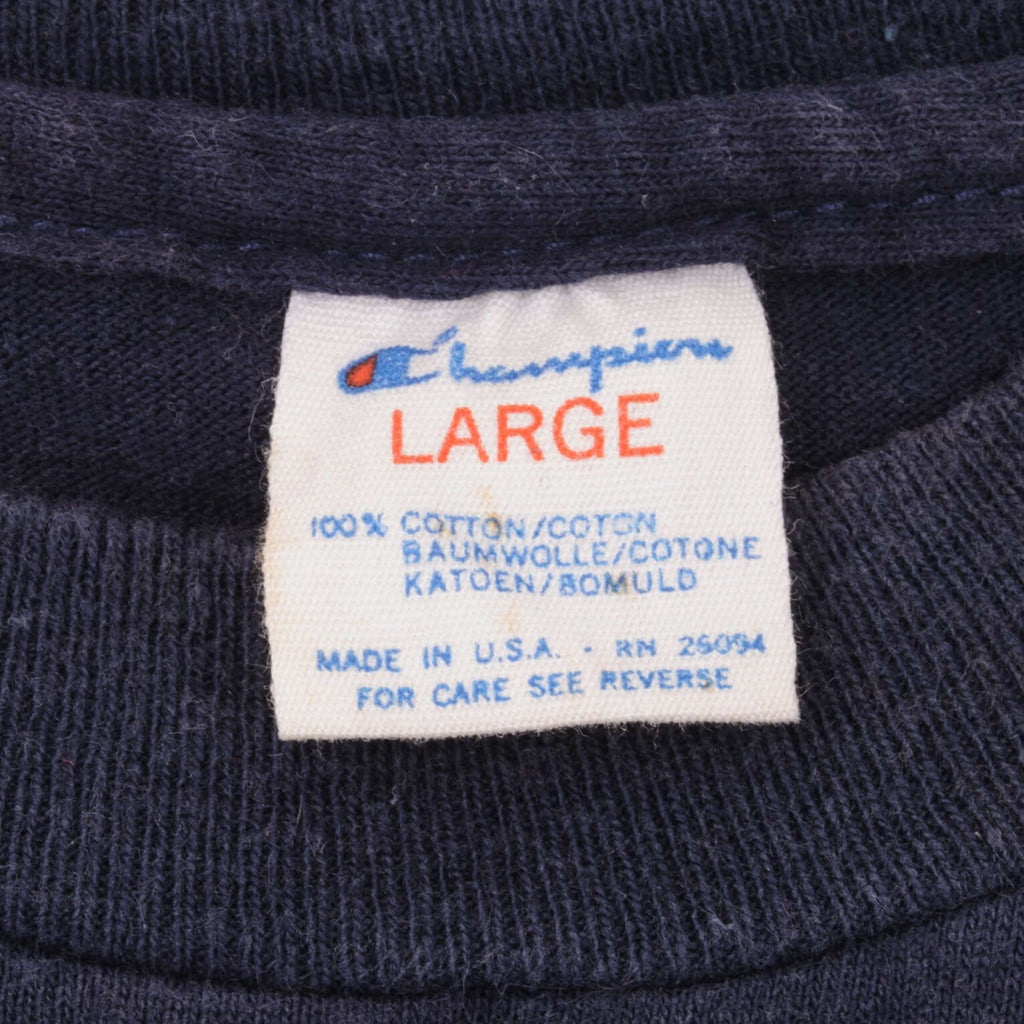 Champion
LARGE
100% COTTON/COTON
BAUMWOLLE/COTONE
KATOEN/BOMULD
MADE IN U.S.A. - RN 26094
FOR CARE SEE REVERSE